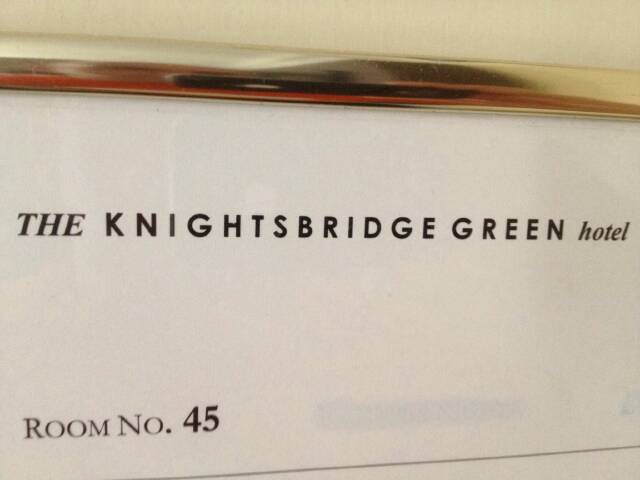 THE KNIGHTSBRIDGE GREEN hotel
ROOM NO. 45